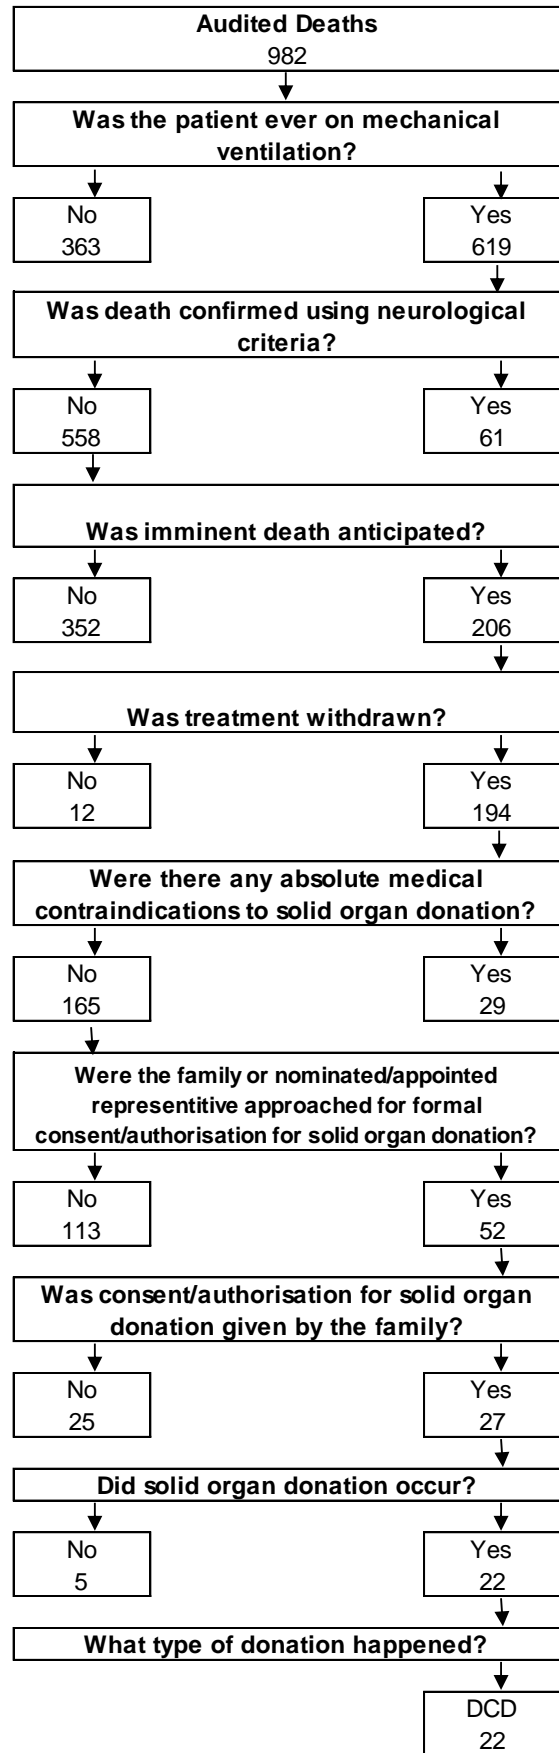 Audited Deaths
982
Was the patient ever on mechanical
ventilation?
No
363
Yes
619
Was death confirmed using neurological
criteria?
No
558
Yes
61
Was imminent death anticipated?
No
352
Yes
206
Was treatment withdrawn?
No
12
Yes
194
Were there any absolute medical
contraindications to solid organ donation?
No
165
Yes
29
Were the family or nominated/appointed
representitive approached for formal
consent/authorisation for solid organ donation?
No
113
Yes
52
Was consent/authorisation for solid organ
donation given by the family?
No
25
Yes
27
Did solid organ donation occur?
No
5
Yes
22
What type of donation happened?
DCD
22